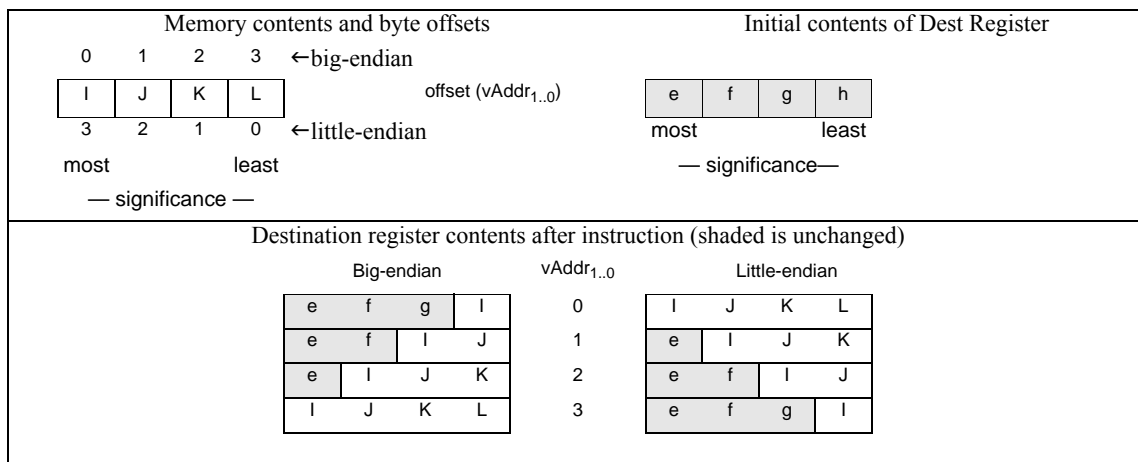 Memory contents and byte offsets Initial contents of Dest Register
0 1 2 3 ←big-endian
I J K L offset (vAddr1..0) e f g h
3 2 1 0 ←little-endian most least
most least — significance—
— significance —
Destination register contents after instruction (shaded is unchanged)
Big-endian vAddr1..0 Little-endian
e f g I 0 I J K L
e f I J 1 e I J K
e I J K 2 e f I J
I J K L 3 e f g I